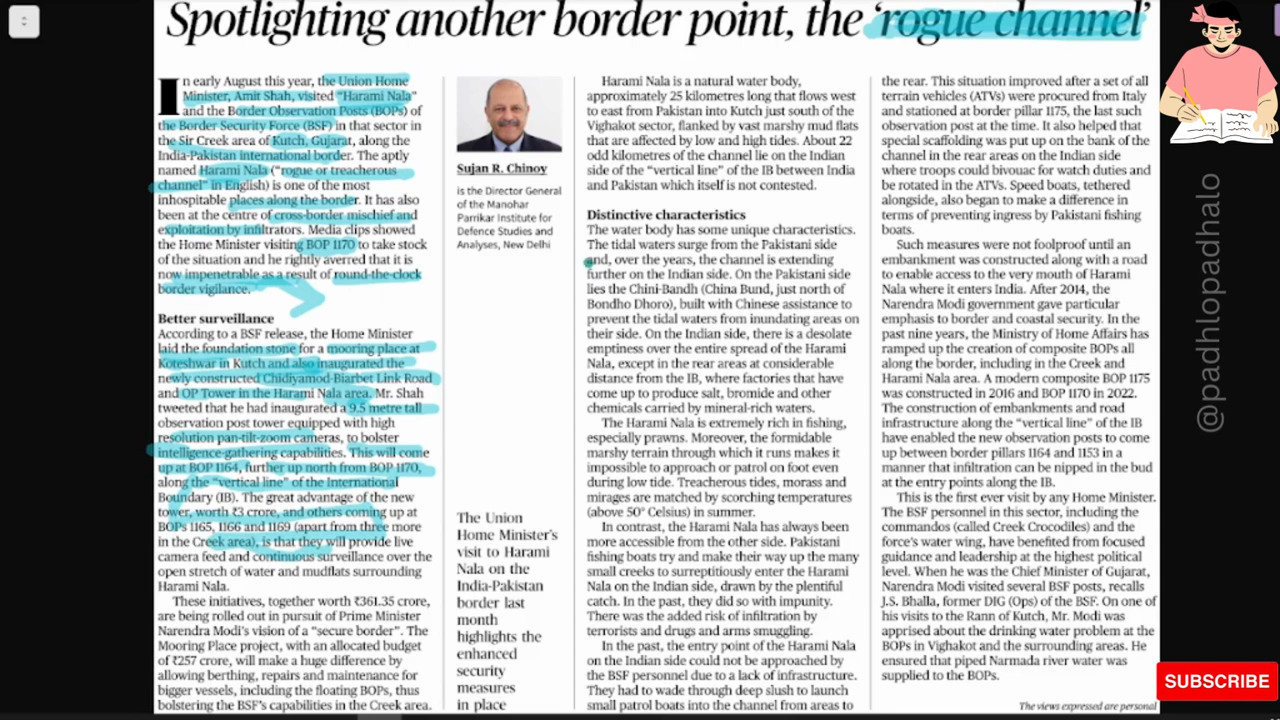 Spotlighting another border point, the ‘rogue channel’
In early August this year, the Union Home
Minister, Amit Shah, visited “Harami Nala”
and the Border Observation Posts (BOPs) of
the Border Security Force (BSF) in that sector in
the Sir Creek area of Kutch, Gujarat, along the
India-Pakistan international border. The aptly
named Harami Nala (“rogue or treacherous
channel” in English) is one of the most
inhospitable places along the border. It has also
been at the centre of cross-border mischief and
exploitation by infiltrators. Media clips showed
the Home Minister visiting BOP 1170 to take stock
of the situation and he rightly averred that it is
now impenetrable as a result of round-the-clock
border vigilance.
Better surveillance
According to a BSF release, the Home Minister
laid the foundation stone for a mooring place at
Koteshwar in Kutch and also inaugurated the
newly constructed Chidiyamod-Biarbet Link Road
and OP Tower in the Harami Nala area. Mr. Shah
tweeted that he had inaugurated a 9.5 metre tall
observation post tower equipped with high
resolution pan-tilt-zoom cameras, to bolster
intelligence-gathering capabilities. This will come
up at BOP 1164, further up north from BOP 1170,
along the “vertical line” of the International
Boundary (IB). The great advantage of the new
tower, worth ₹3 crore, and others coming up at
BOPs 1165, 1166 and 1169 (apart from three more
in the Creek area), is that they will provide live
camera feed and continuous surveillance over the
open stretch of water and mudflats surrounding
Harami Nala.
These initiatives, together worth ₹361.35 crore,
are being rolled out in pursuit of Prime Minister
Narendra Modi’s vision of a “secure border”. The
Mooring Place project, with an allocated budget
of ₹257 crore, will make a huge difference by
allowing berthing, repairs and maintenance for
bigger vessels, including the floating BOPs, thus
bolstering the BSF’s capabilities in the Creek area.
Sujan R. Chinoy
is the Director General
of the Manohar
Parrikar Institute for
Defence Studies and
Analyses, New Delhi
The Union
Home Minister’s
visit to Harami
Nala on the
India-Pakistan
border last
month
highlights the
enhanced
security
measures
in place
Harami Nala is a natural water body,
approximately 25 kilometres long that flows west
to east from Pakistan into Kutch just south of the
Vighakot sector, flanked by vast marshy mud flats
that are affected by low and high tides. About 22
odd kilometres of the channel lie on the Indian
side of the “vertical line” of the IB between India
and Pakistan which itself is not contested.
Distinctive characteristics
The water body has some unique characteristics.
The tidal waters surge from the Pakistani side
and, over the years, the channel is extending
further on the Indian side. On the Pakistani side
lies the Chini-Bandh (China Bund, just north of
Bondho Dhoro), built with Chinese assistance to
prevent the tidal waters from inundating areas on
their side. On the Indian side, there is a desolate
emptiness over the entire spread of the Harami
Nala, except in the rear areas at considerable
distance from the IB, where factories that have
come up to produce salt, bromide and other
chemicals carried by mineral-rich waters.
The Harami Nala is extremely rich in fishing,
especially prawns. Moreover, the formidable
marshy terrain through which it runs makes it
impossible to approach or patrol on foot even
during low tide. Treacherous tides, morass and
mirages are matched by scorching temperatures
(above 50° Celsius) in summer.
In contrast, the Harami Nala has always been
more accessible from the other side. Pakistani
fishing boats try and make their way up the many
small creeks to surreptitiously enter the Harami
Nala on the Indian side, drawn by the plentiful
catch. In the past, they did so with impunity.
There was the added risk of infiltration by
terrorists and drugs and arms smuggling.
In the past, the entry point of the Harami Nala
on the Indian side could not be approached by
the BSF personnel due to a lack of infrastructure.
They had to wade through deep slush to launch
small patrol boats into the channel from areas to
the rear. This situation improved after a set of all
terrain vehicles (ATVs) were procured from Italy
and stationed at border pillar 1175, the last such
observation post at the time. It also helped that
special scaffolding was put up on the bank of the
channel in the rear areas on the Indian side
where troops could bivouac for watch duties and
be rotated in the ATVs. Speed boats, tethered
alongside, also began to make a difference in
terms of preventing ingress by Pakistani fishing
boats.
Such measures were not foolproof until an
embankment was constructed along with a road
to enable access to the very mouth of Harami
Nala where it enters India. After 2014, the
Narendra Modi government gave particular
emphasis to border and coastal security. In the
past nine years, the Ministry of Home Affairs has
ramped up the creation of composite BOPs all
along the border, including in the Creek and
Harami Nala area. A modern composite BOP 1175
was constructed in 2016 and BOP 1170 in 2022.
The construction of embankments and road
infrastructure along the “vertical line” of the IB
have enabled the new observation posts to come
up between border pillars 1164 and 1153 in a
manner that infiltration can be nipped in the bud
at the entry points along the IB.
This is the first ever visit by any Home Minister.
The BSF personnel in this sector, including the
commandos (called Creek Crocodiles) and the
force’s water wing, have benefited from focused
guidance and leadership at the highest political
level. When he was the Chief Minister of Gujarat,
Narendra Modi visited several BSF posts, recalls
J.S. Bhalla, former DIG (Ops) of the BSF. On one of
his visits to the Rann of Kutch, Mr. Modi was
apprised about the drinking water problem at the
BOPs in Vighakot and the surrounding areas. He
ensured that piped Narmada river water was
supplied to the BOPs.
The views expressed are personal
@padhlopadhalo
SUBSCRIBE